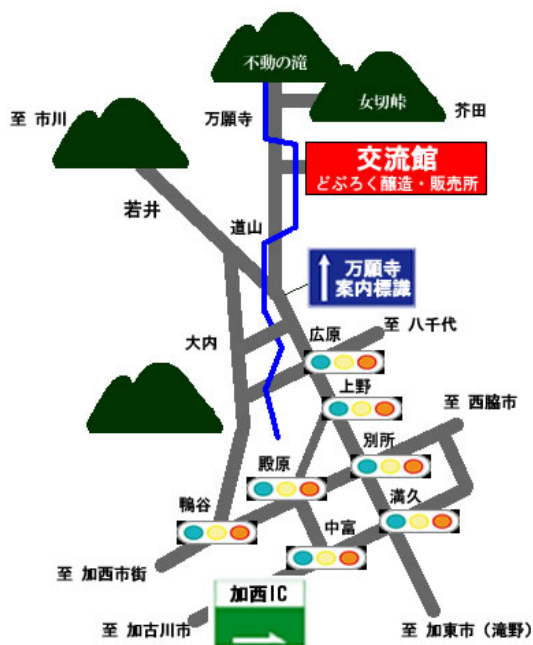 不動の滝
女切峠
至 市川
万願寺
芥田
交流館
どぶろく醸造・販売所
若井
道山
万願寺
案内標識
大内
広原
至 八千代
上野
至 西脇市
別所
殿原
満久
鴨谷
中富
至 加西市街
加西IC
至 加古川市
至 加東市（滝野）